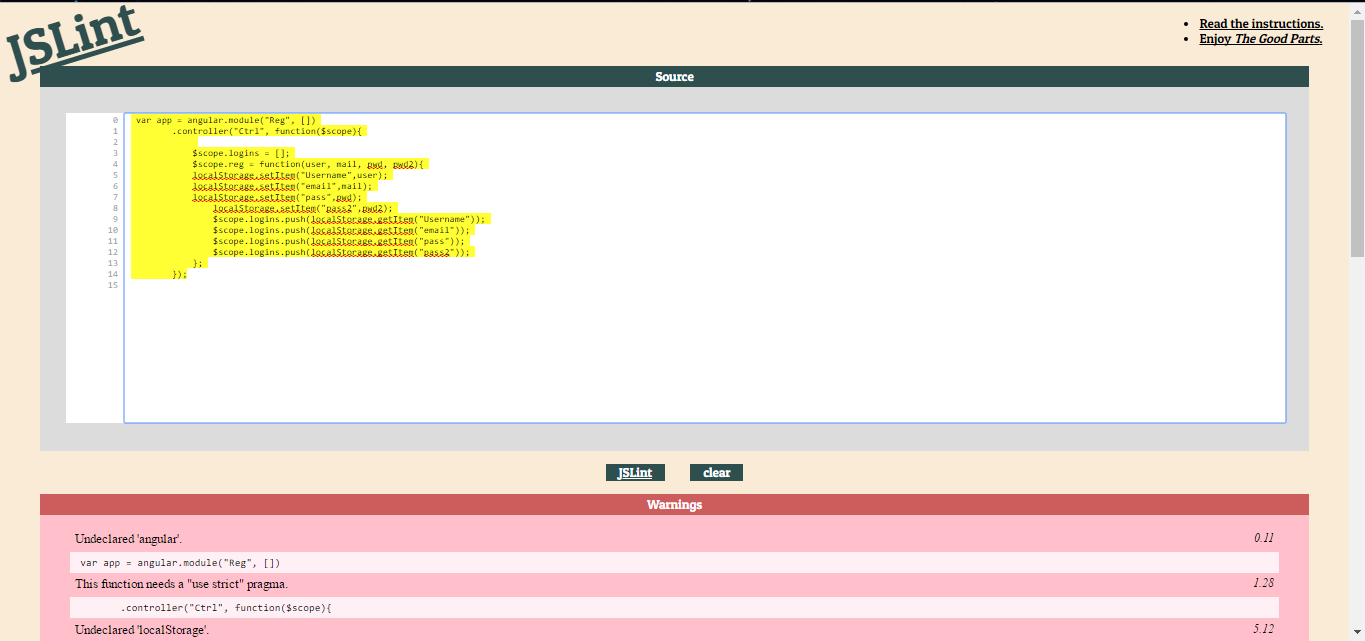 JSLint
Read the instructions.
Enjoy The Good Parts.
Source
0 var app = angular.module("Reg", [])
1 .controller("Ctrl", function($scope){
2
3 $scope.logins = [];
4 $scope.reg = function(user, mail, pwd, pwd2){
5 localStorage.setItem("Username",user);
6 localStorage.setItem("email",mail);
7 localStorage.setItem("pass",pwd);
8 localStorage.setItem("pass2",pwd2);
9 $scope.logins.push(localStorage.getItem("Username"));
10 $scope.logins.push(localStorage.getItem("email"));
11 $scope.logins.push(localStorage.getItem("pass"));
12 $scope.logins.push(localStorage.getItem("pass2"));
13 };
14 });
15
JSLint clear
Warnings
Undeclared 'angular'. 0.11
var app = angular.module("Reg", [])
This function needs a "use strict" pragma. 1.28
.controller("Ctrl", function($scope){
Undeclared 'localStorage'. 5.12